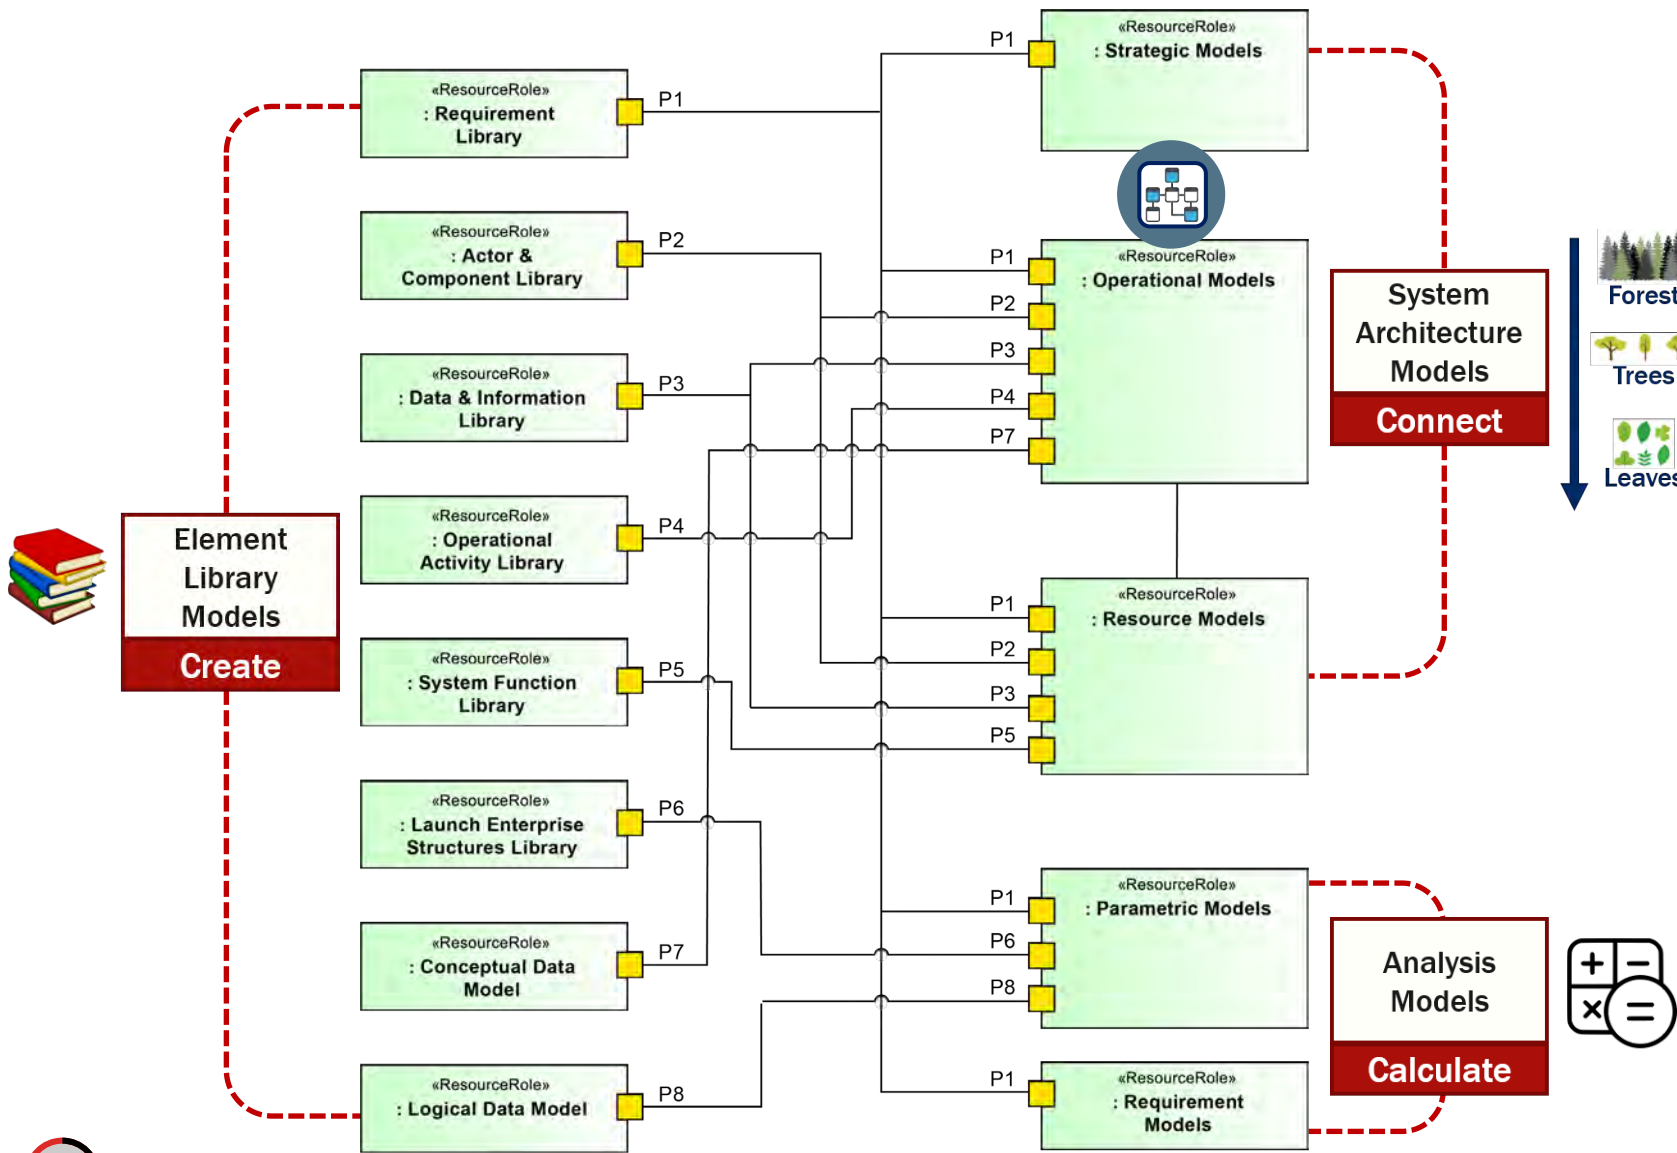 Element
Library
Models
Create
«ResourceRole»
: Requirement
Library
P1
«ResourceRole»
: Actor &
Component Library
P2
«ResourceRole»
: Data & Information
Library
P3
«ResourceRole»
: Operational
Activity Library
P4
«ResourceRole»
: System Function
Library
P5
«ResourceRole»
: Launch Enterprise
Structures Library
P6
«ResourceRole»
: Conceptual Data
Model
P7
«ResourceRole»
: Logical Data Model
P8
P1
«ResourceRole»
: Strategic Models
«ResourceRole»
: Operational Models
P1
P2
P3
P4
P7
«ResourceRole»
: Resource Models
P1
P2
P3
P5
«ResourceRole»
: Parametric Models
P1
P6
P8
«ResourceRole»
: Requirement
Models
P1
System
Architecture
Models
Connect
Forest
Trees
Leaves
Analysis
Models
Calculate